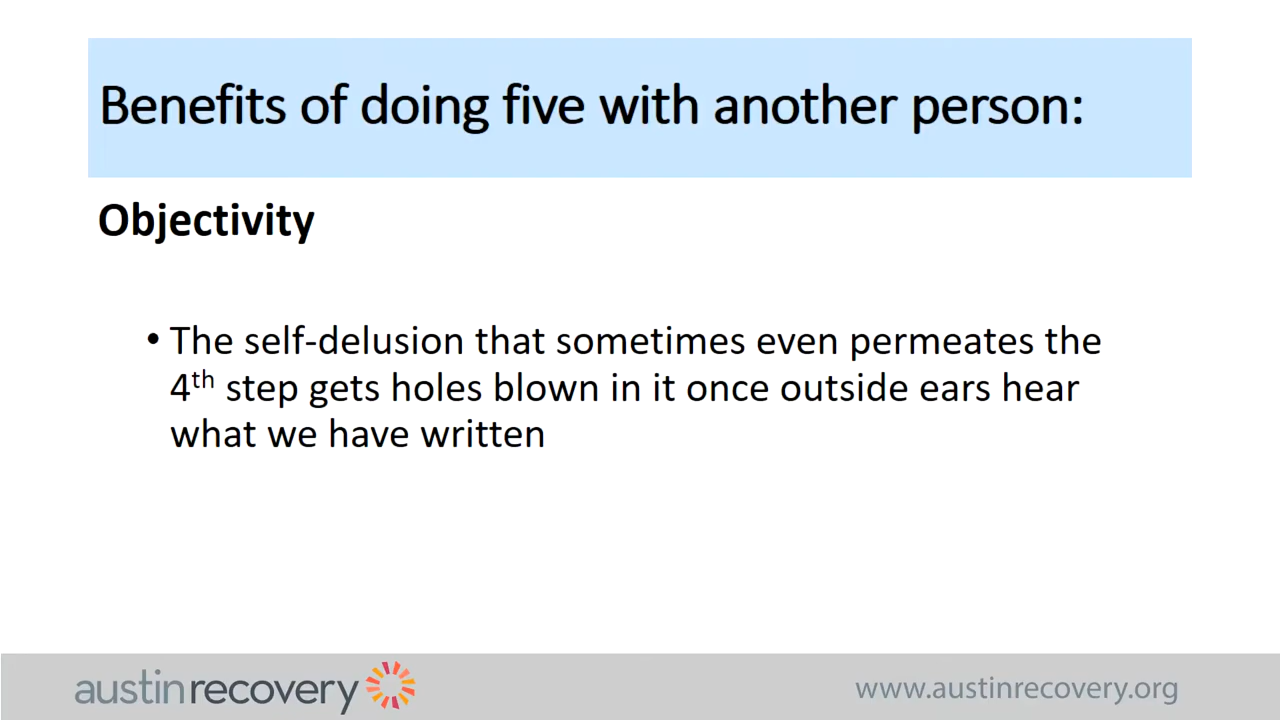 Benefits of doing five with another person:
Objectivity
• The self-delusion that sometimes even permeates the
4th step gets holes blown in it once outside ears hear
what we have written
austinrecovery
www.austinrecovery.org